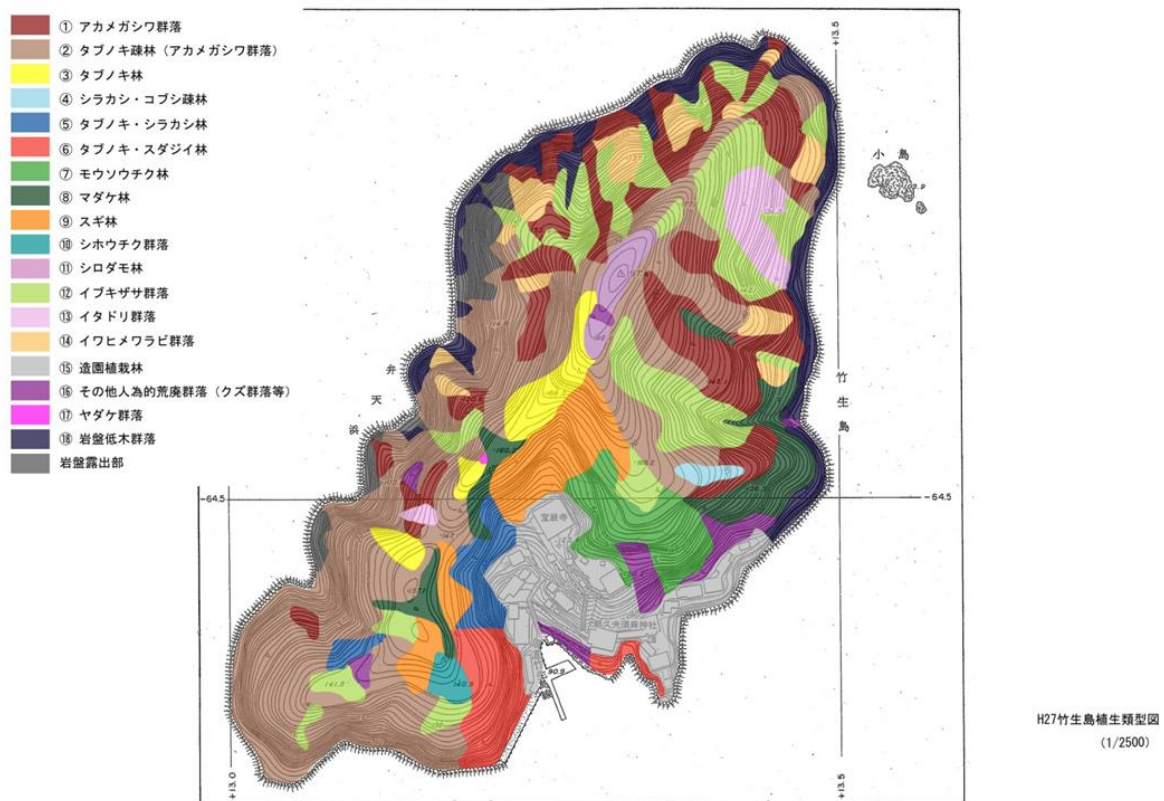 ① アカメガシワ群落
② タブノキ疎林（アカメガシワ群落）
③ タブノキ林
④ シラカシ・コブシ疎林
⑤ タブノキ・シラカシ林
⑥ タブノキ・スダジイ林
⑦ モウソウチク林
⑧ マダケ林
⑨ スギ林
⑩ シホウチク群落
⑪ シロダモ林
⑫ イブキザサ群落
⑬ イタドリ群落
⑭ イワヒメワラビ群落
⑮ 造園植栽林
⑯ その他人為的荒廃群落（クズ群落等）
⑰ ヤダケ群落
⑱ 岩盤低木群落
岩盤露出部
+13.5
小島
弁天浜
竹生島
-64.5
-64.5
宝厳寺
90.9
+13.0
+13.5
H27竹生島植生類型図
(1/2500)